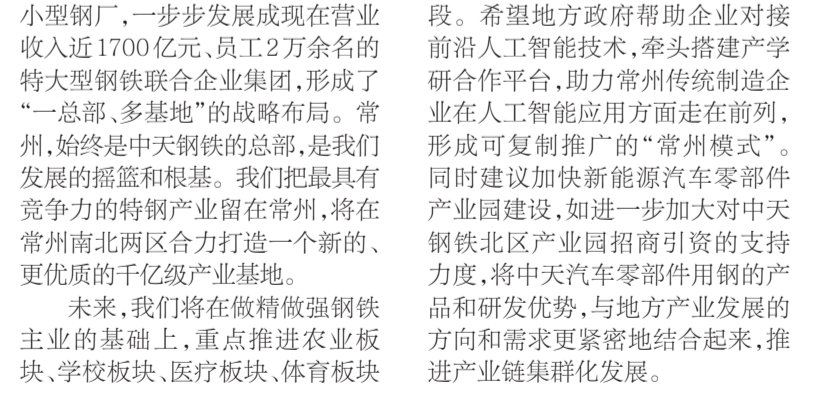 小型钢厂,一步步发展成现在营业
收入近1700亿元、员工2万余名的
特大型钢铁联合企业集团,形成了
“一总部、多基地”的战略布局。常
州,始终是中天钢铁的总部,是我们
发展的摇篮和根基。我们把最具有
竞争力的特钢产业留在常州,将在
常州南北两区合力打造一个新的、
更优质的千亿级产业基地。
未来,我们将在做精做强钢铁
主业的基础上,重点推进农业板
块、学校板块、医疗板块、体育板块
段。希望地方政府帮助企业对接
前沿人工智能技术,牵头搭建产学
研合作平台,助力常州传统制造企
业在人工智能应用方面走在前列,
形成可复制推广的“常州模式”。
同时建议加快新能源汽车零部件
产业园建设,如进一步加大对中天
钢铁北区产业园招商引资的支持
力度,将中天汽车零部件用钢的产
品和研发优势,与地方产业发展的
方向和需求更紧密地结合起来,推
进产业链集群化发展。